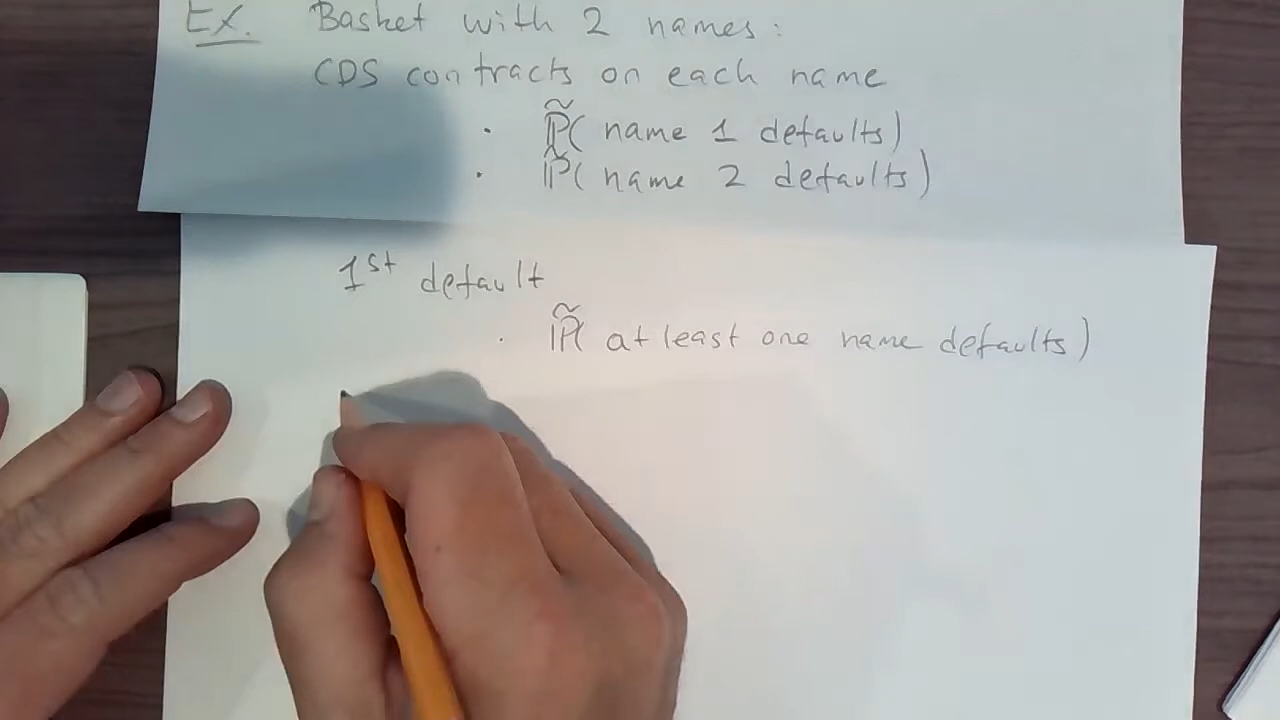 Ex. Basket with 2 names:
CDS contracts on each name
· P̃( name 1 defaults)
· P̃( name 2 defaults)
1st default
· P̃( at least one name defaults)